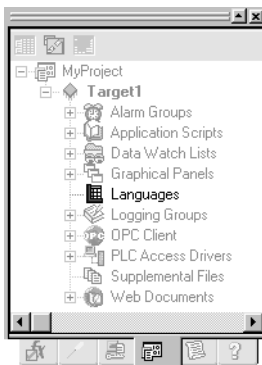 MyProject
Target1
Alarm Groups
Application Scripts
Data Watch Lists
Graphical Panels
Languages
Logging Groups
OPC Client
PLC Access Drivers
Supplemental Files
Web Documents